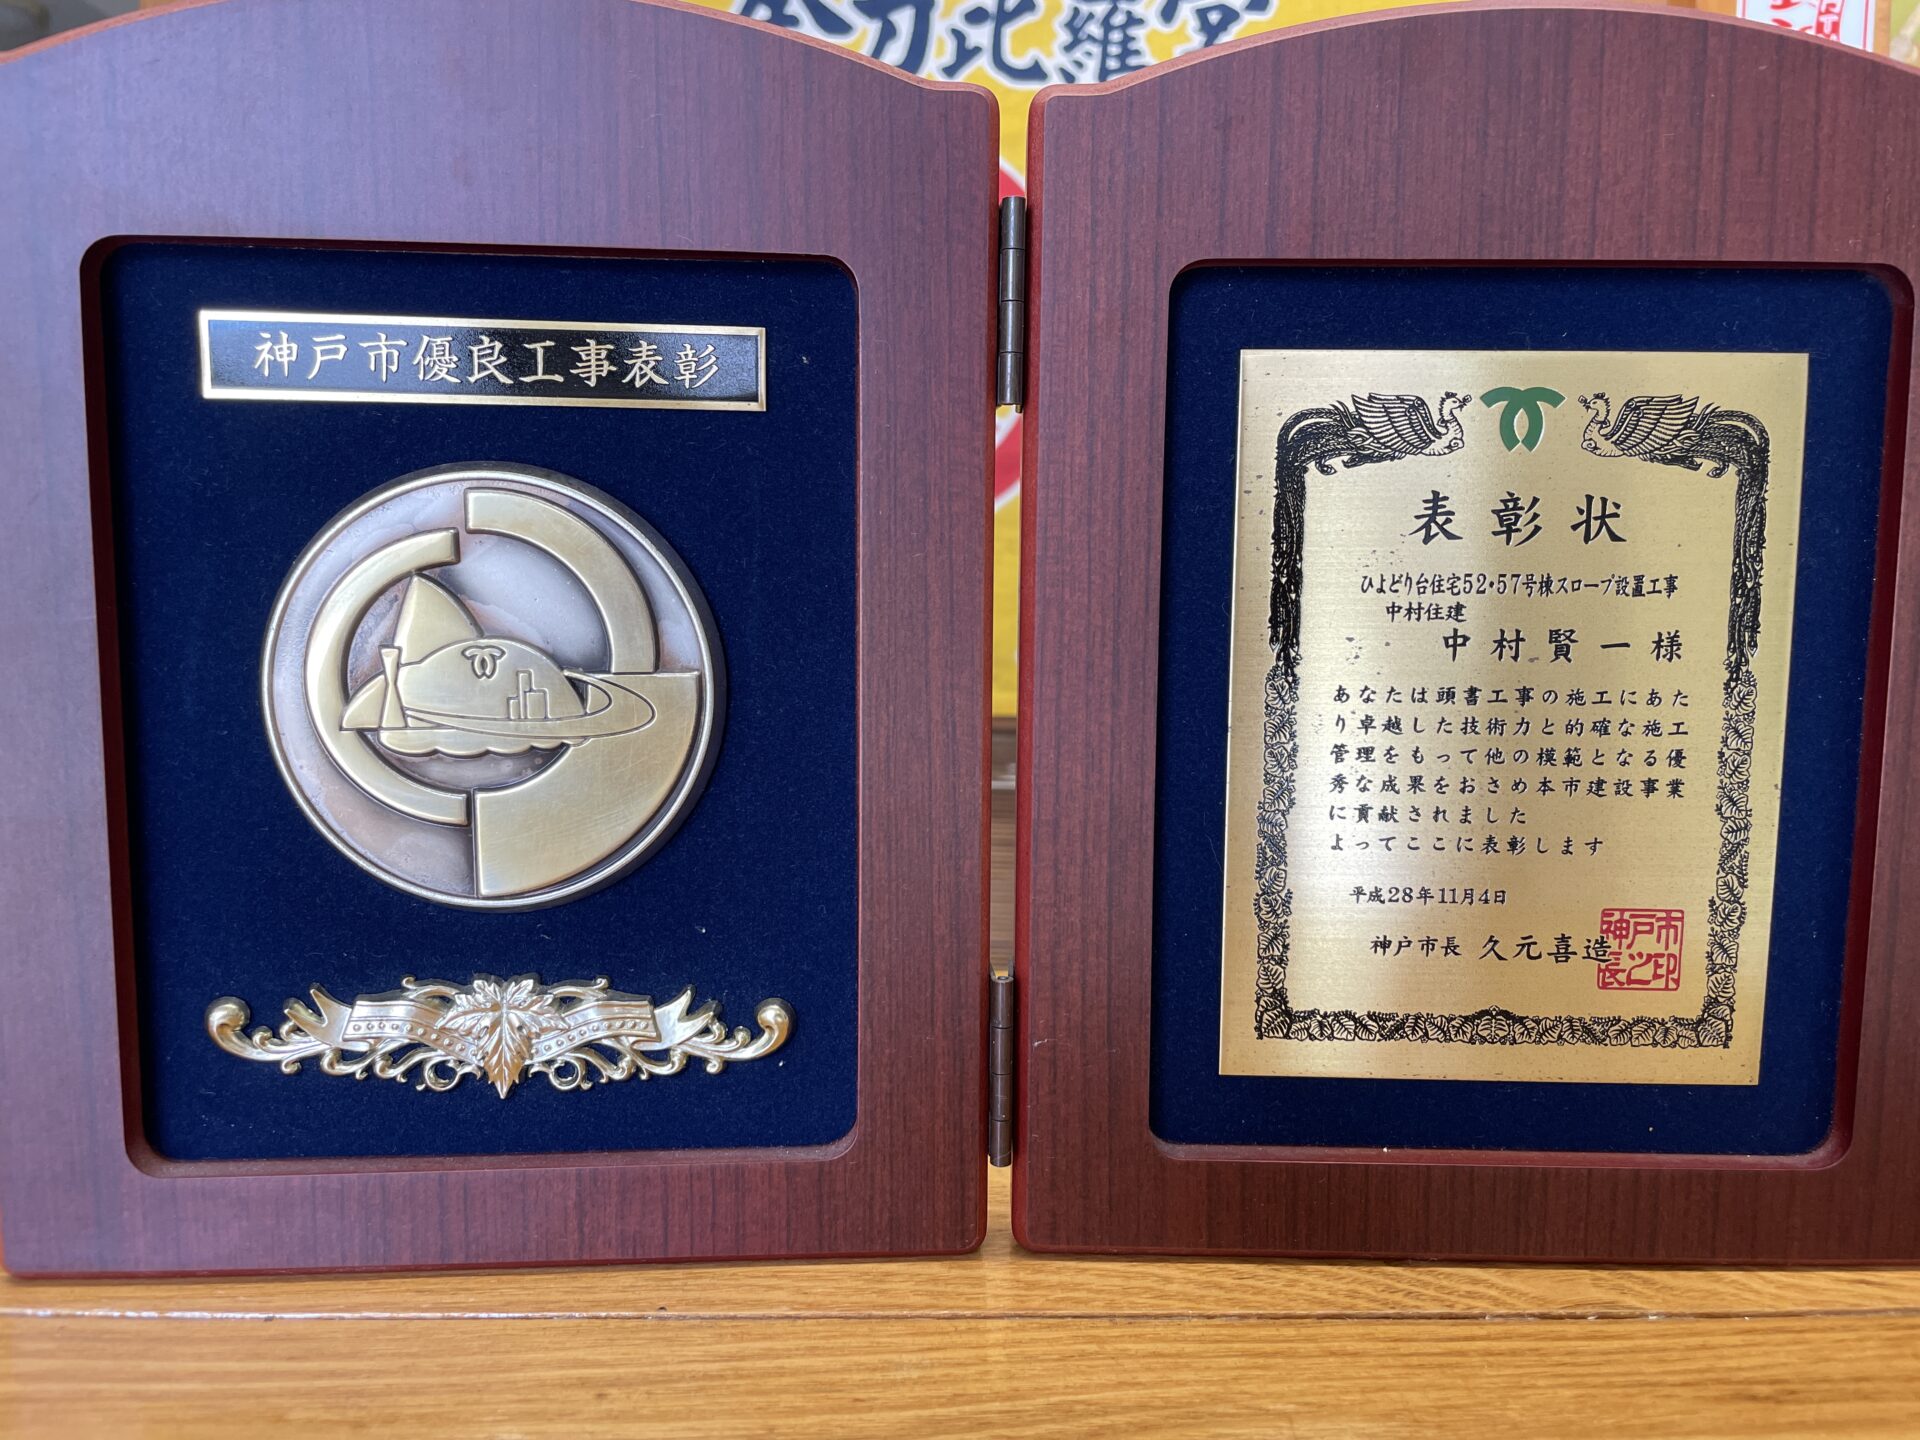 金刀比羅宮
神戸市優良工事表彰
表彰状
ひよどり台住宅52・57号棟スロープ設置工事
中村住建
中村賢一様
あなたは頭書工事の施工にあた
り卓越した技術力と的確な施工
管理をもって他の模範となる優
秀な成果をおさめ本市建設事業
に貢献されました
よってここに表彰します
平成28年11月4日
神戸市長 久元喜造
神戸市
長之印